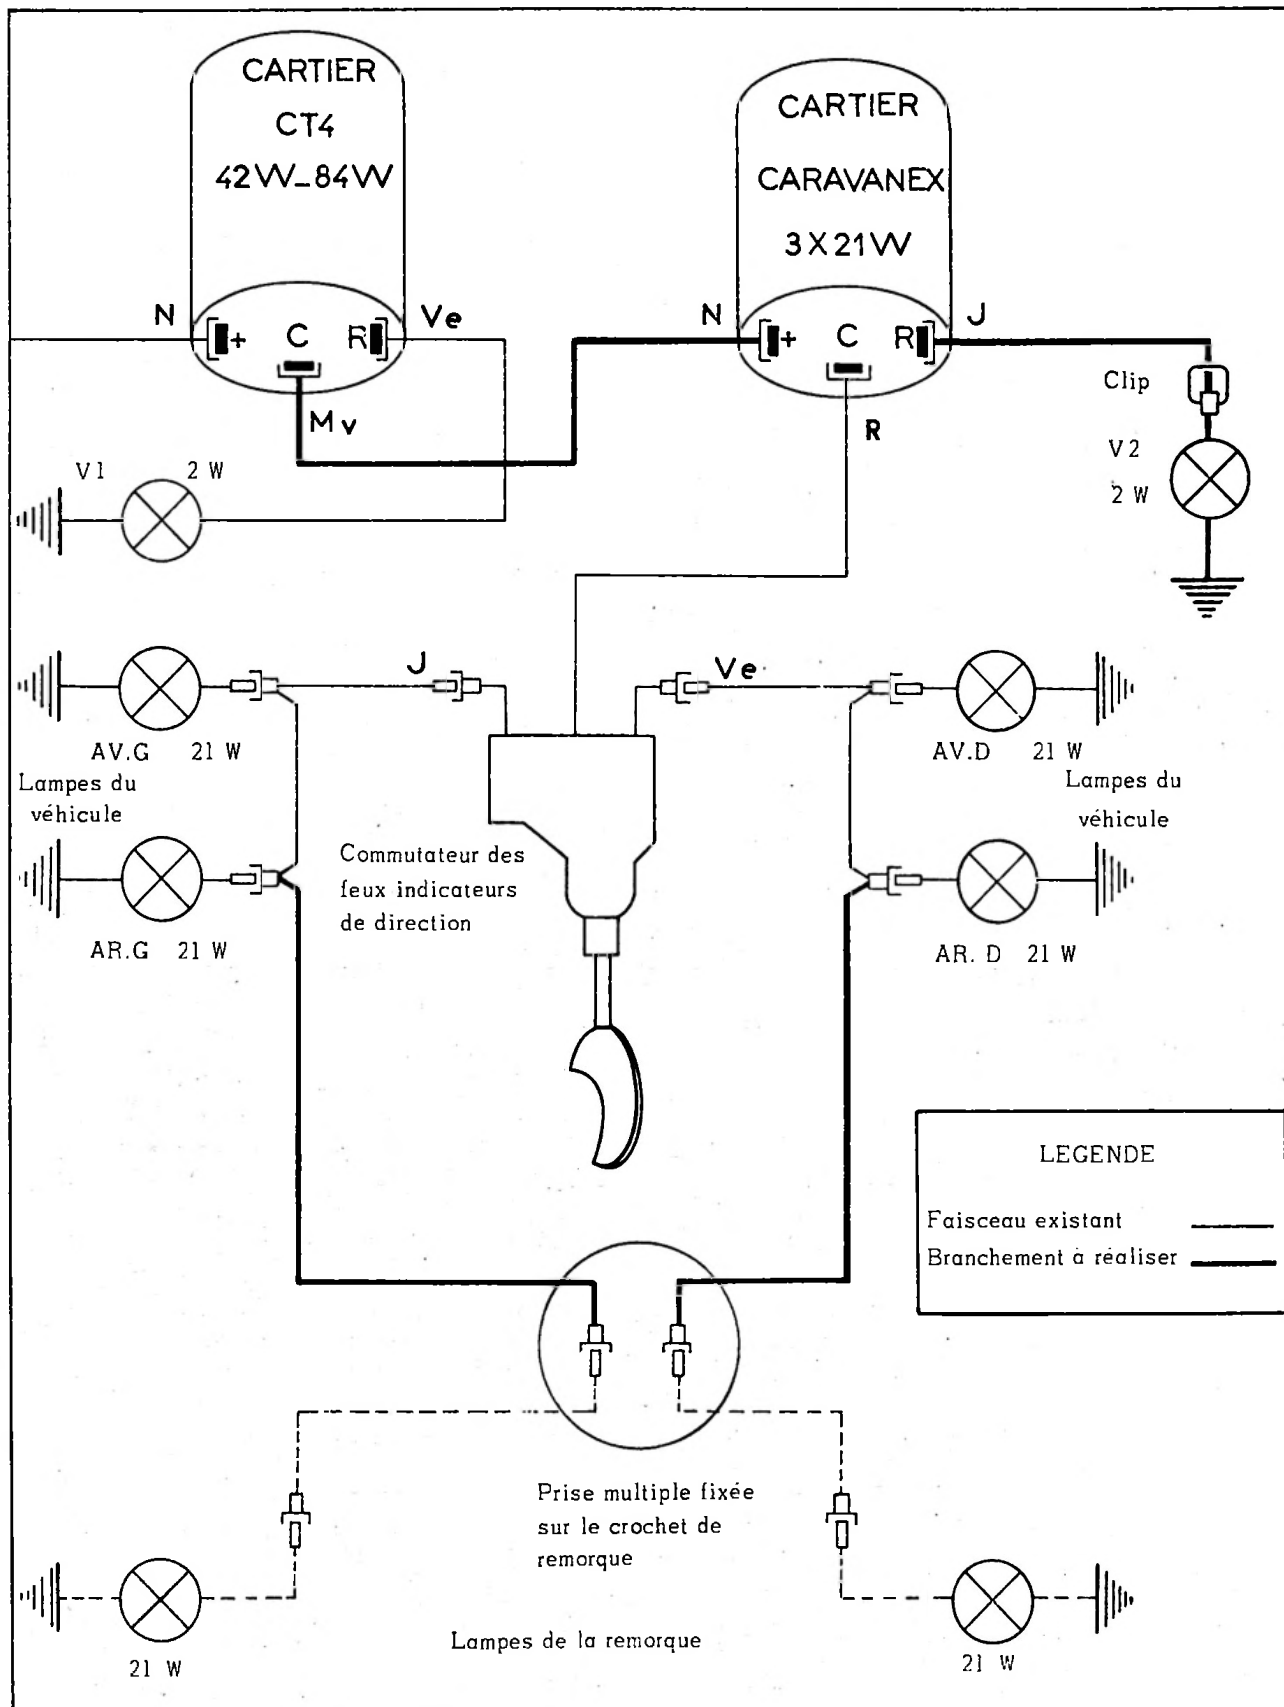 CARTIER
CT4
42W_84W
CARTIER
CARAVANEX
3X21W
N
+
C
R
Ve
Mv
N
+
C
R
J
R
Clip
V2
2 W
V1
2 W
J
Ve
AV.G 21 W
Lampes du
véhicule
AR.G 21 W
AV.D 21 W
Lampes du
véhicule
AR. D 21 W
Commutateur des
feux indicateurs
de direction
LEGENDE
Faisceau existant
Branchement à réaliser
Prise multiple fixée
sur le crochet de
remorque
Lampes de la remorque
21 W
21 W